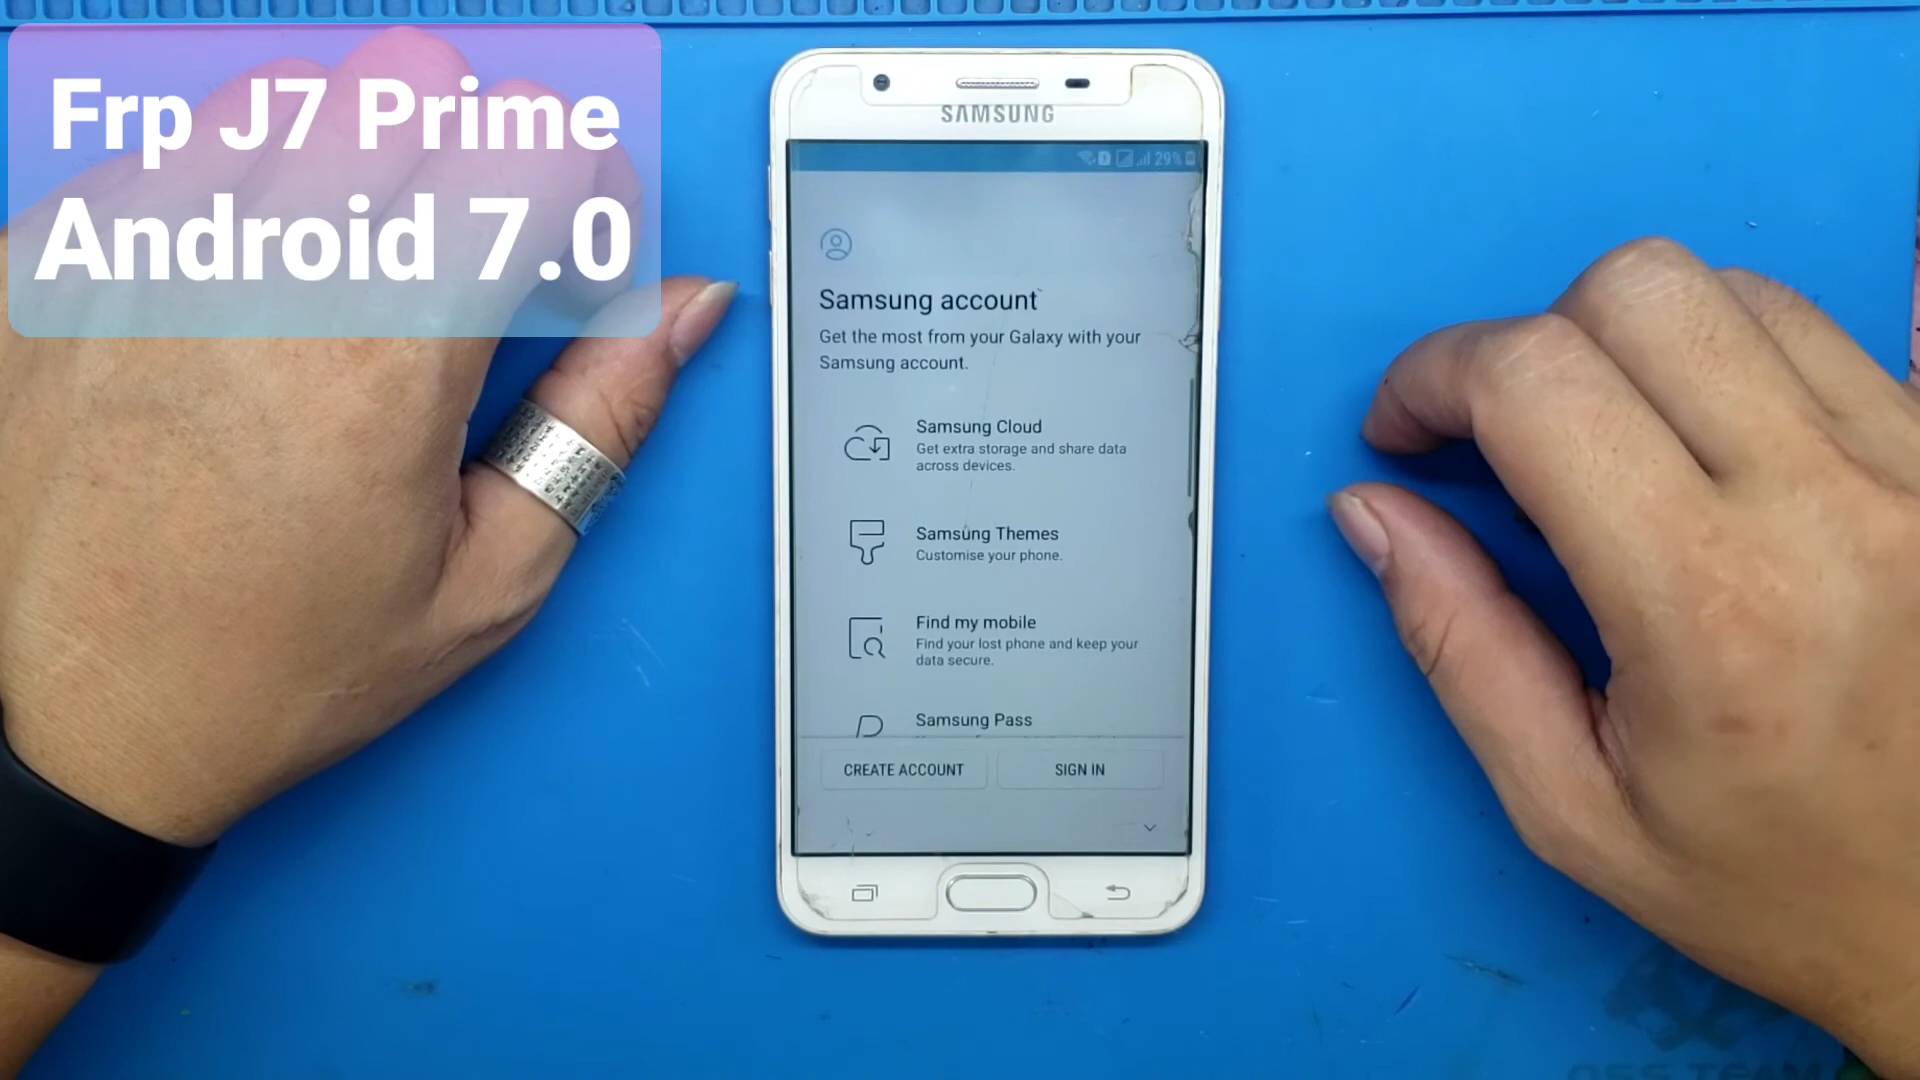 Frp J7 Prime
Android 7.0
SAMSUNG
29%
Samsung account
Get the most from your Galaxy with your
Samsung account.
Samsung Cloud
Get extra storage and share data
across devices.
Samsung Themes
Customise your phone.
Find my mobile
Find your lost phone and keep your
data secure.
Samsung Pass
CREATE ACCOUNT
SIGN IN
TEAM